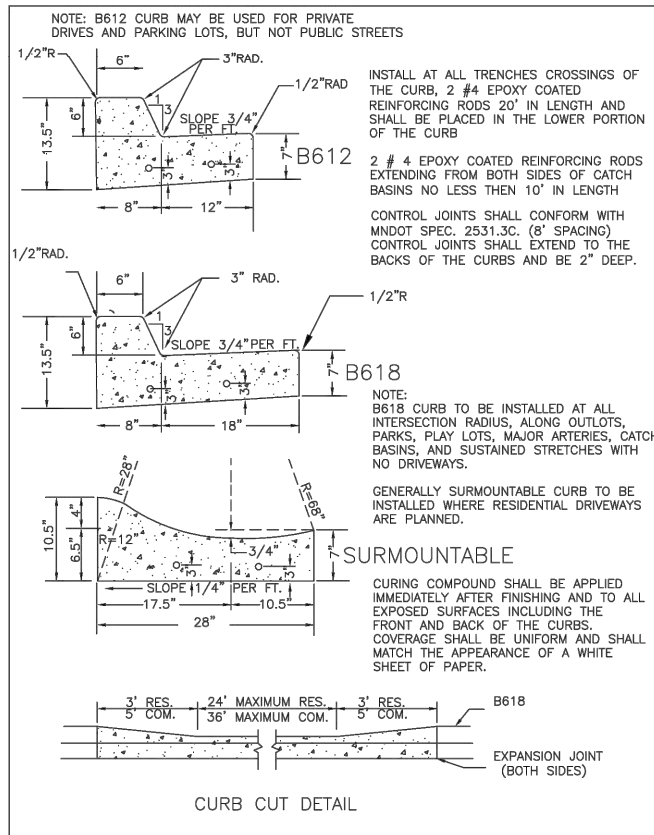 NOTE: B612 CURB MAY BE USED FOR PRIVATE
DRIVES AND PARKING LOTS, BUT NOT PUBLIC STREETS
1/2"R
6"
3"RAD.
1/2"RAD
1
3
6"
13.5"
SLOPE 3/4"
PER FT.
7"
B612
3"
3"
8"
12"
INSTALL AT ALL TRENCHES CROSSINGS OF
THE CURB, 2 #4 EPOXY COATED
REINFORCING RODS 20' IN LENGTH AND
SHALL BE PLACED IN THE LOWER PORTION
OF THE CURB
2 # 4 EPOXY COATED REINFORCING RODS
EXTENDING FROM BOTH SIDES OF CATCH
BASINS NO LESS THEN 10' IN LENGTH
CONTROL JOINTS SHALL CONFORM WITH
MNDOT SPEC. 2531.3C. (8' SPACING)
CONTROL JOINTS SHALL EXTEND TO THE
BACKS OF THE CURBS AND BE 2" DEEP.
1/2"RAD.
6"
3" RAD.
1/2"R
1
3
6"
13.5"
SLOPE 3/4"PER FT.
7"
B618
3"
3"
8"
18"
NOTE:
B618 CURB TO BE INSTALLED AT ALL
INTERSECTION RADIUS, ALONG OUTLOTS,
PARKS, PLAY LOTS, MAJOR ARTERIES, CATCH
BASINS, AND SUSTAINED STRETCHES WITH
NO DRIVEWAYS.
GENERALLY SURMOUNTABLE CURB TO BE
INSTALLED WHERE RESIDENTIAL DRIVEWAYS
ARE PLANNED.
R=28"
R=68"
4"
10.5"
6.5"
R=12"
3/4"
7"
SURMOUNTABLE
3"
3"
SLOPE 1/4" PER FT.
17.5"
10.5"
28"
CURING COMPOUND SHALL BE APPLIED
IMMEDIATELY AFTER FINISHING AND TO ALL
EXPOSED SURFACES INCLUDING THE
FRONT AND BACK OF THE CURBS.
COVERAGE SHALL BE UNIFORM AND SHALL
MATCH THE APPEARANCE OF A WHITE
SHEET OF PAPER.
3' RES.
5' COM.
24' MAXIMUM RES.
36' MAXIMUM COM.
3' RES.
5' COM.
B618
EXPANSION JOINT
(BOTH SIDES)
CURB CUT DETAIL